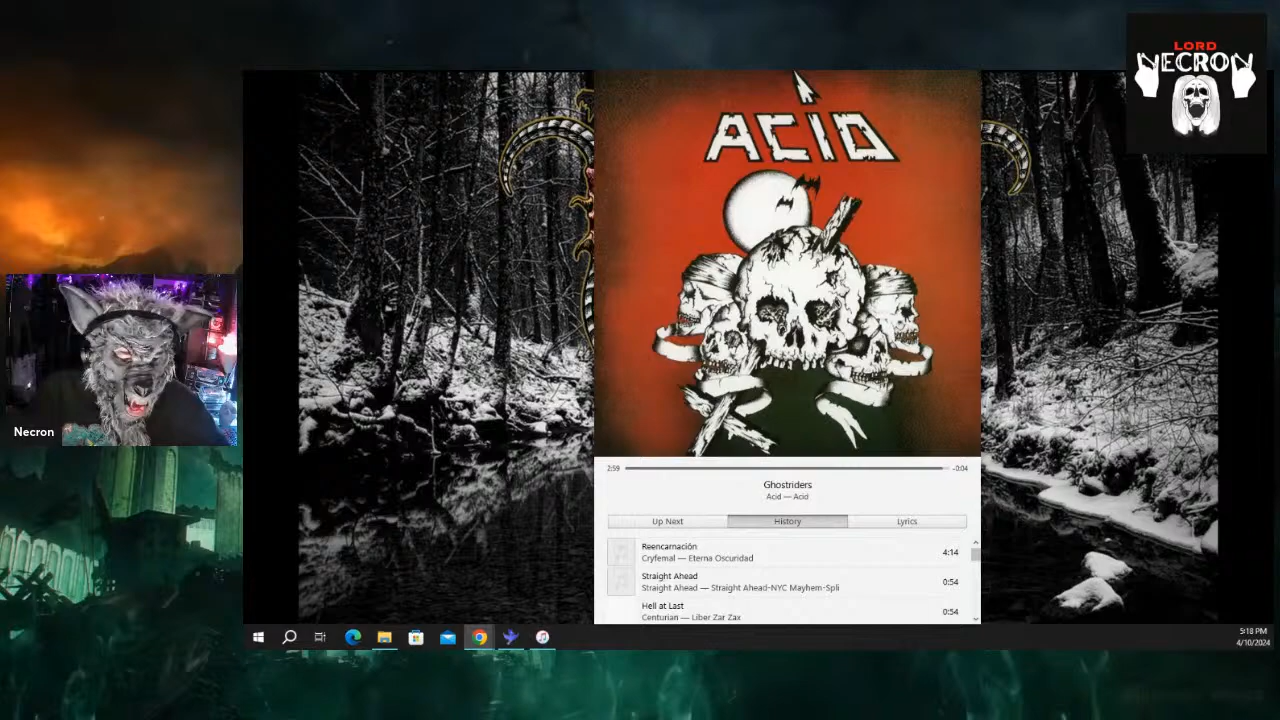 LORD
NECRON
ACID
Necron
2:59
-0:04
Ghostriders
Acid — Acid
Up Next
History
Lyrics
Reencarnación
Cryfemal — Eterna Oscuridad
4:14
Straight Ahead
Straight Ahead — Straight Ahead-NYC Mayhem-Spli
0:54
Hell at Last
Centurian — Liber Zar Zax
0:54
5:18 PM
4/10/2024